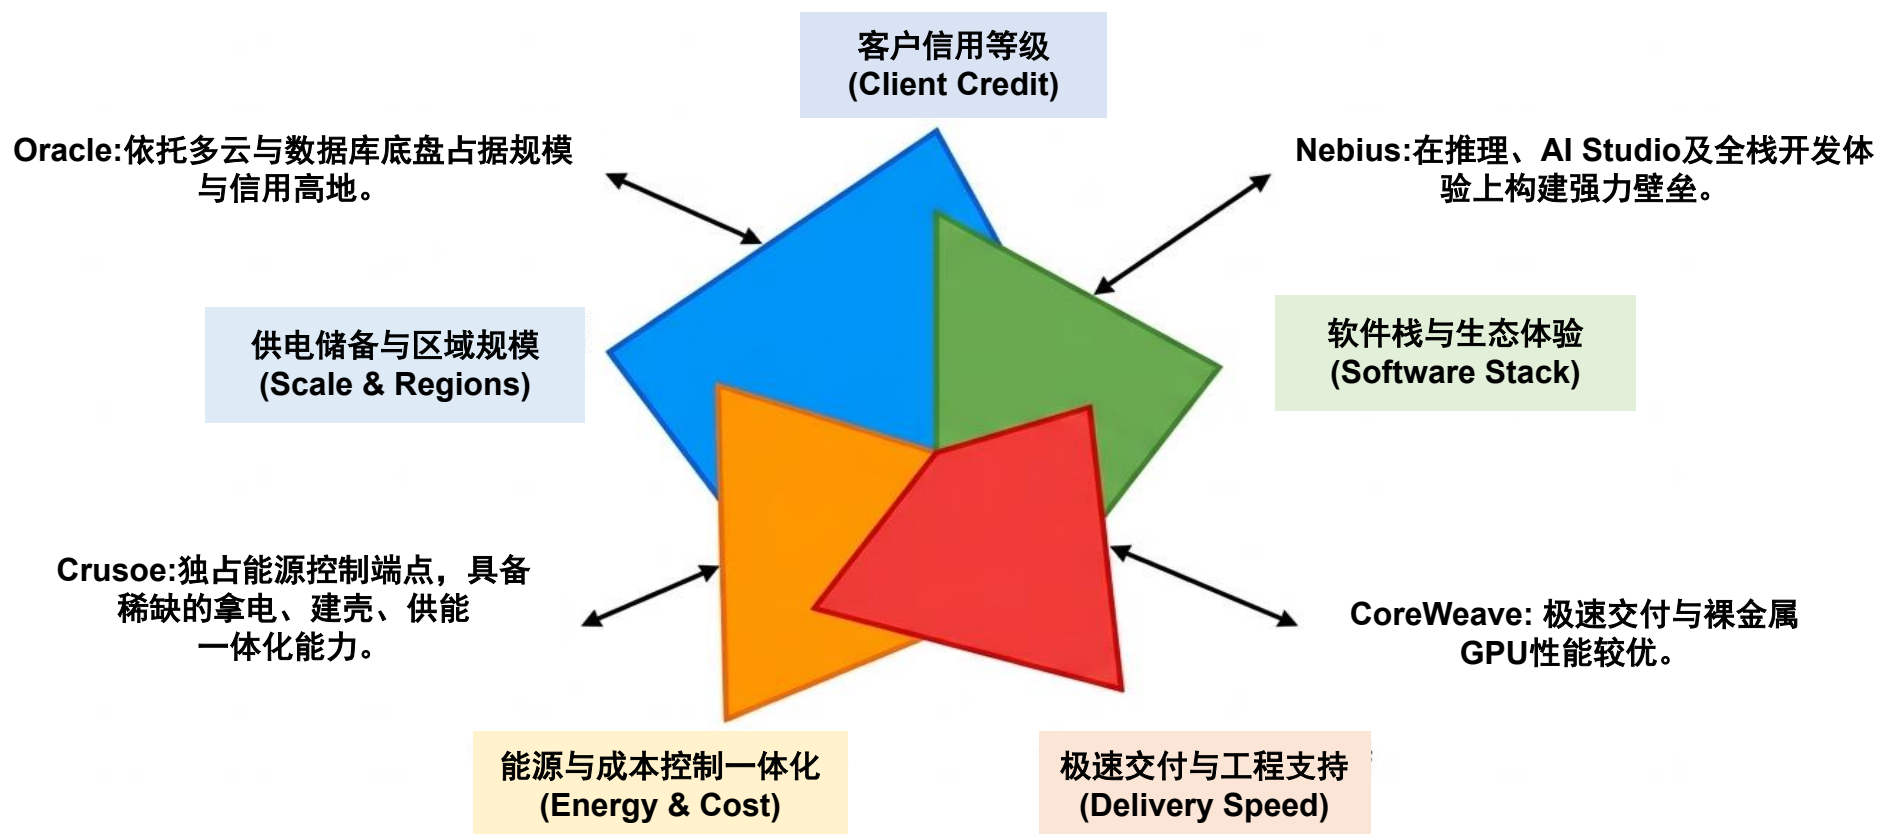 客户信用等级
(Client Credit)
Oracle:依托多云与数据库底盘占据规模
与信用高地。
Nebius:在推理、AI Studio及全栈开发体
验上构建强力壁垒。
供电储备与区域规模
(Scale & Regions)
软件栈与生态体验
(Software Stack)
Crusoe:独占能源控制端点，具备
稀缺的拿电、建壳、供能
一体化能力。
CoreWeave: 极速交付与裸金属
GPU性能较优。
能源与成本控制一体化
(Energy & Cost)
极速交付与工程支持
(Delivery Speed)